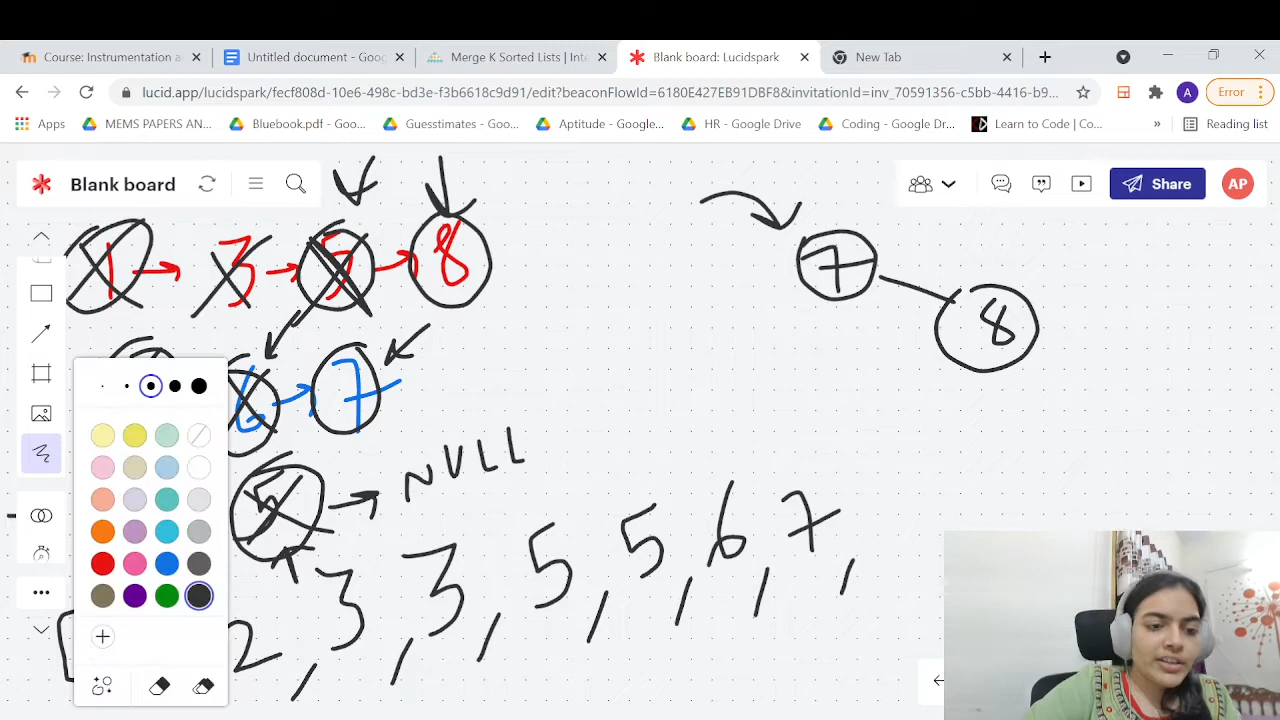 Course: Instrumentation a
Untitled document - Goog
Merge K Sorted Lists | Inte
Blank board: Lucidspark
New Tab
lucid.app/lucidspark/fecf808d-10e6-498c-bd3e-f3b6618c9d91/edit?beaconFlowId=6180E427EB91DBF8&invitationId=inv_70591356-c5bb-4416-b9...
A
Error
Apps
MEMS PAPERS AN...
Bluebook.pdf - Goo...
Guesstimates - Goo...
Aptitude - Google...
HR - Google Drive
Coding - Google Dr...
Learn to Code | Co...
»
Reading list
Blank board
Share
AP
1 3 5 8
7
8
6 7
5 NULL
2, 3, 3, 5, 5, 6, 7,